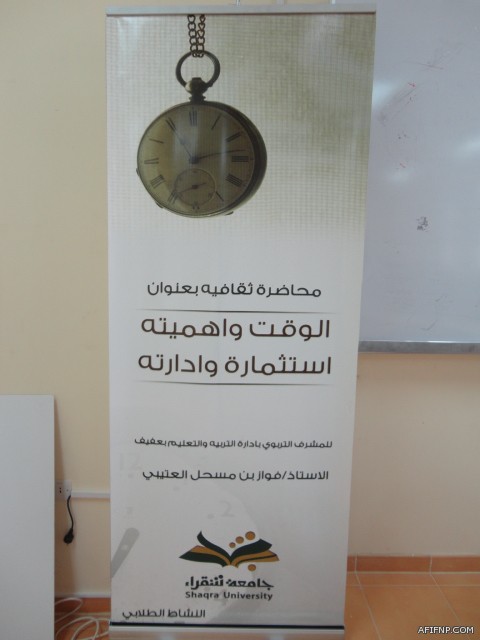 محاضرة ثقافيه بعنوان
الوقت واهميته
استثمارة وادارته
للمشرف التربوي بادارة التربيه والتعليم بعفيف
الاستاذ/فواز بن مسحل العتيبي
جامعة شقراء
Shaqra University
النشاط الطلابي
AFIFNP.COM